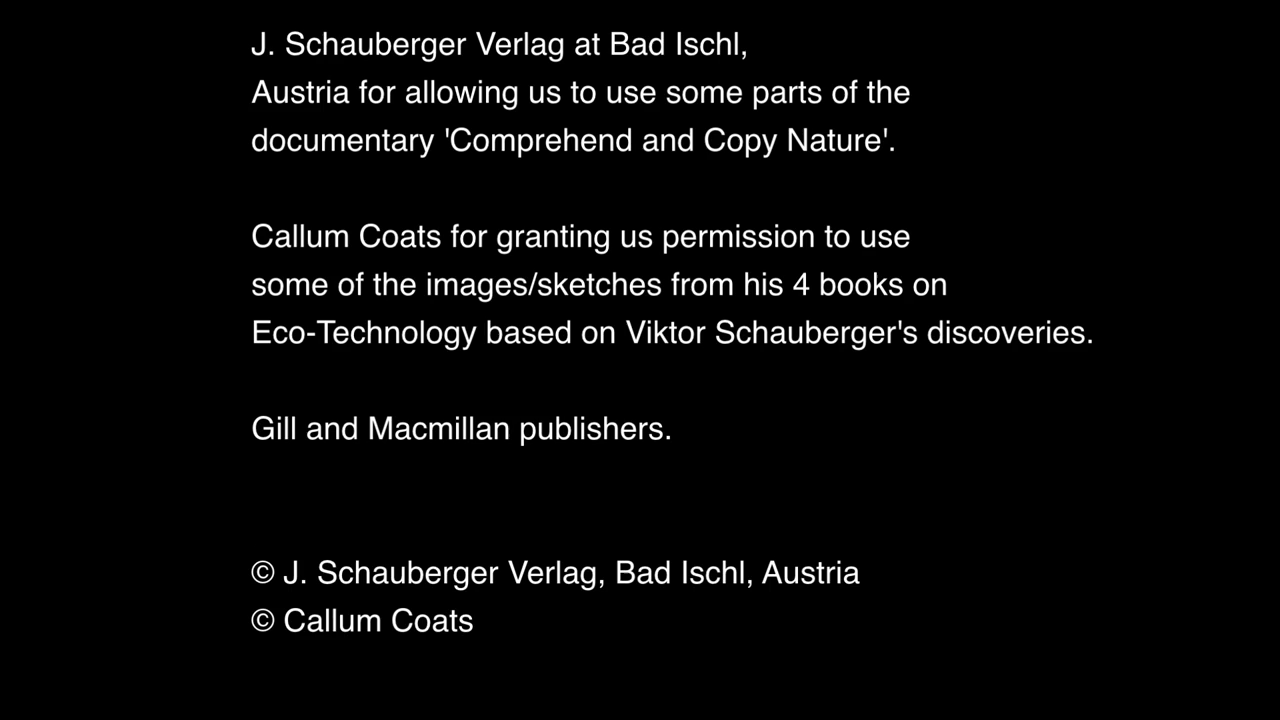 J. Schauberger Verlag at Bad Ischl,
Austria for allowing us to use some parts of the
documentary 'Comprehend and Copy Nature'.
Callum Coats for granting us permission to use
some of the images/sketches from his 4 books on
Eco-Technology based on Viktor Schauberger's discoveries.
Gill and Macmillan publishers.
© J. Schauberger Verlag, Bad Ischl, Austria
© Callum Coats